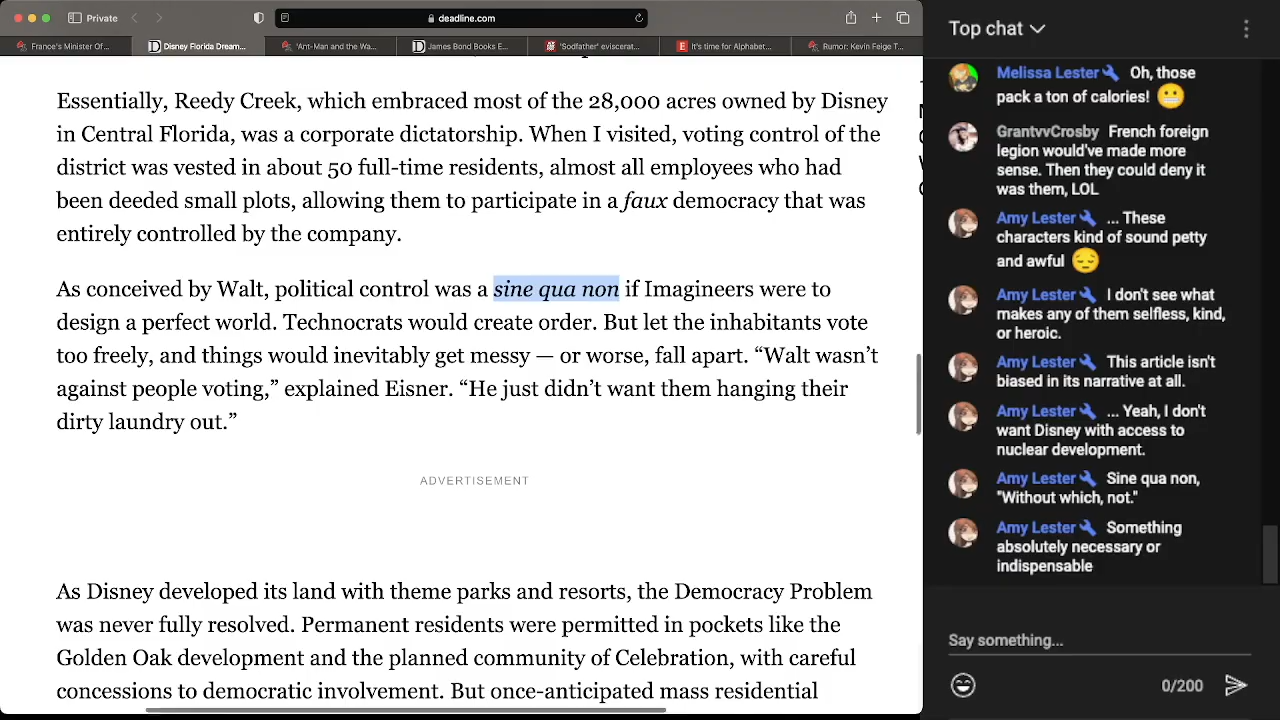 Private
deadline.com
France's Minister Of...
Disney Florida Dream...
'Ant-Man and the Wa...
James Bond Books E...
'Sodfather' eviscerat...
It's time for Alphabet...
Rumor: Kevin Feige T...
Essentially, Reedy Creek, which embraced most of the 28,000 acres owned by Disney
in Central Florida, was a corporate dictatorship. When I visited, voting control of the
district was vested in about 50 full-time residents, almost all employees who had
been deeded small plots, allowing them to participate in a faux democracy that was
entirely controlled by the company.
As conceived by Walt, political control was a sine qua non if Imagineers were to
design a perfect world. Technocrats would create order. But let the inhabitants vote
too freely, and things would inevitably get messy — or worse, fall apart. “Walt wasn’t
against people voting,” explained Eisner. “He just didn’t want them hanging their
dirty laundry out.”
ADVERTISEMENT
As Disney developed its land with theme parks and resorts, the Democracy Problem
was never fully resolved. Permanent residents were permitted in pockets like the
Golden Oak development and the planned community of Celebration, with careful
concessions to democratic involvement. But once-anticipated mass residential
Top chat
Melissa Lester Oh, those
pack a ton of calories!
GrantvvCrosby French foreign
legion would've made more
sense. Then they could deny it
was them, LOL
Amy Lester ... These
characters kind of sound petty
and awful
Amy Lester I don't see what
makes any of them selfless, kind,
or heroic.
Amy Lester This article isn't
biased in its narrative at all.
Amy Lester ... Yeah, I don't
want Disney with access to
nuclear development.
Amy Lester Sine qua non,
"Without which, not."
Amy Lester Something
absolutely necessary or
indispensable
Say something...
0/200